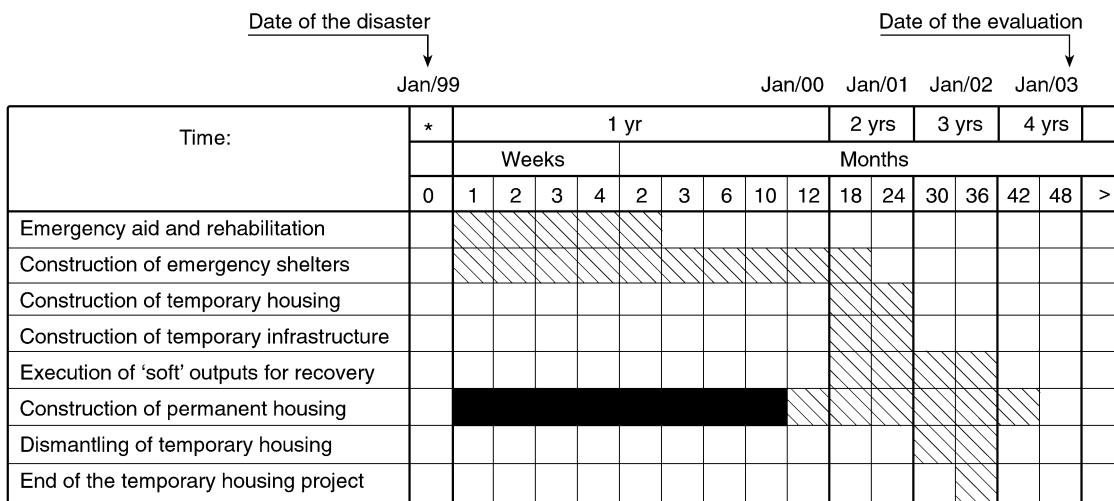 Date of the disaster
Date of the evaluation
Jan/99
Jan/00
Jan/01
Jan/02
Jan/03
Time:
*
1 yr
2 yrs
3 yrs
4 yrs
Weeks
Months
0 1 2 3 4 2 3 6 10 12 18 24 30 36 42 48 >
Emergency aid and rehabilitation
Construction of emergency shelters
Construction of temporary housing
Construction of temporary infrastructure
Execution of ‘soft’ outputs for recovery
Construction of permanent housing
Dismantling of temporary housing
End of the temporary housing project